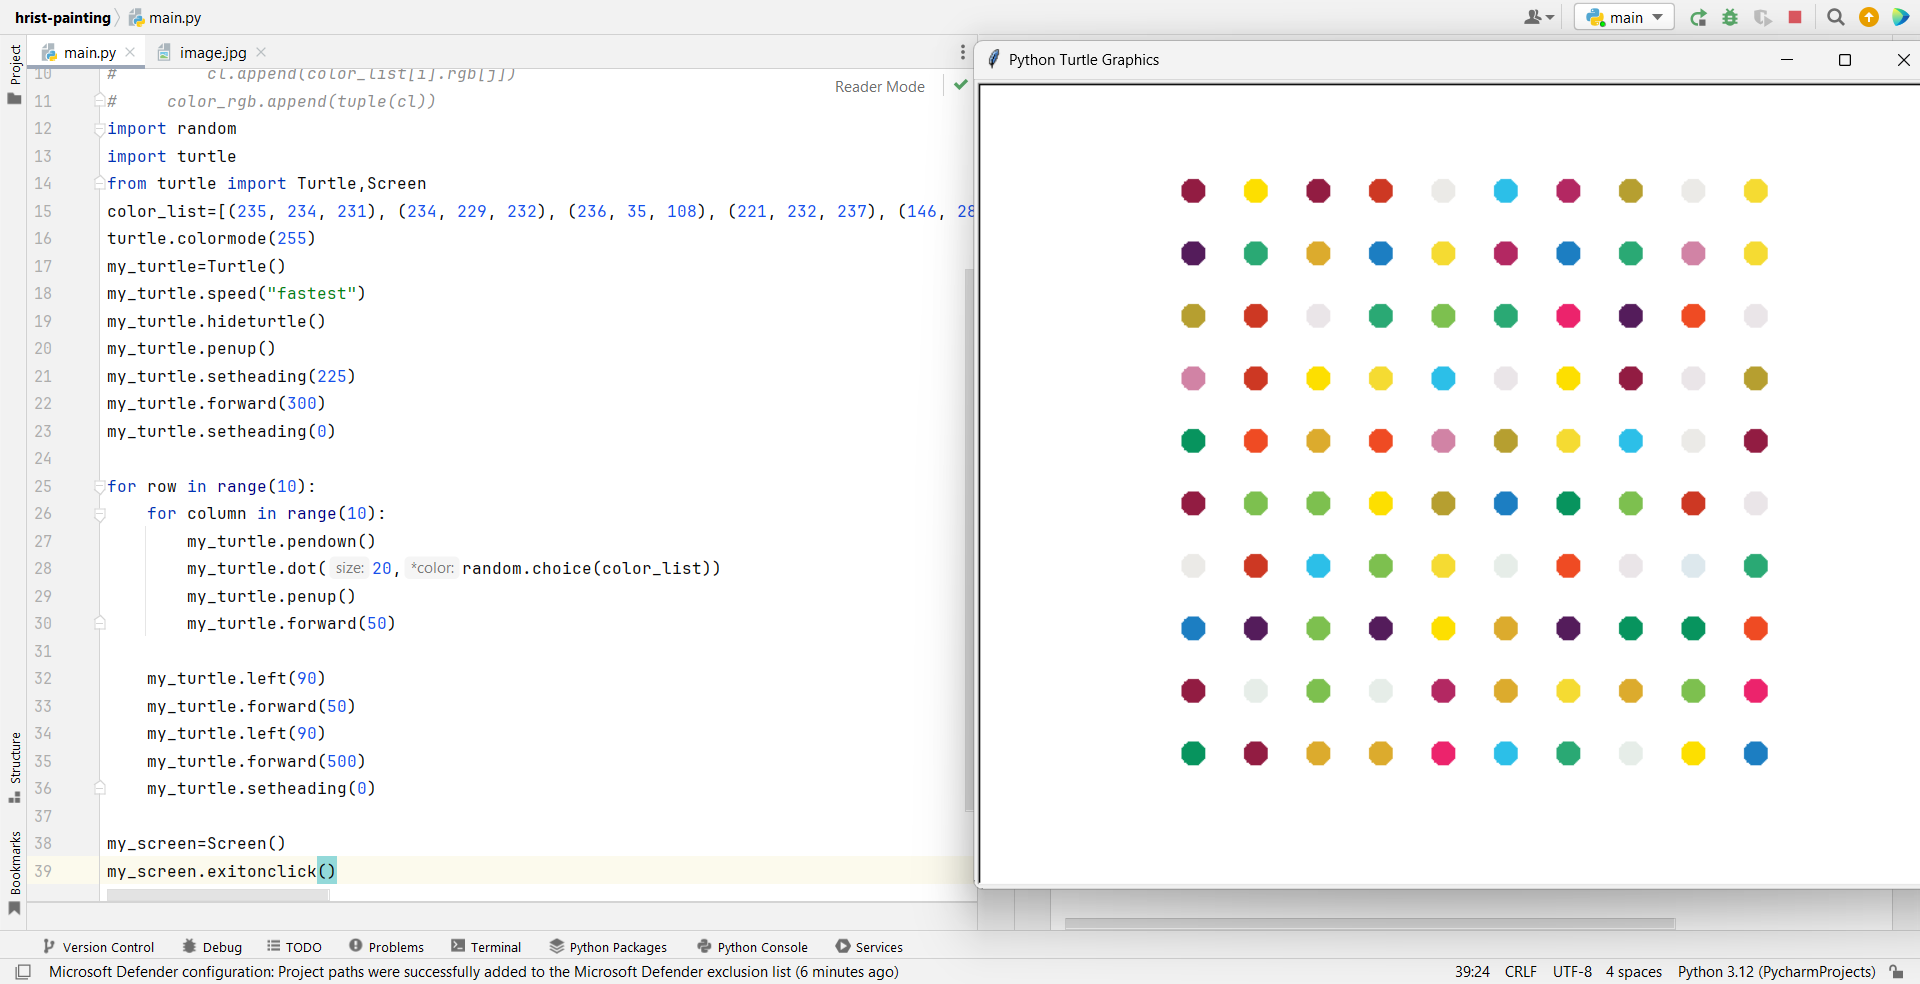 hrist-painting main.py
main
Project
main.py image.jpg
Python Turtle Graphics
Reader Mode
10 # cl.append(color_list[i].rgb[j])
11 # color_rgb.append(tuple(cl))
12 import random
13 import turtle
14 from turtle import Turtle,Screen
15 color_list=[(235, 234, 231), (234, 229, 232), (236, 35, 108), (221, 232, 237), (146, 28
16 turtle.colormode(255)
17 my_turtle=Turtle()
18 my_turtle.speed("fastest")
19 my_turtle.hideturtle()
20 my_turtle.penup()
21 my_turtle.setheading(225)
22 my_turtle.forward(300)
23 my_turtle.setheading(0)
24
25 for row in range(10):
26 for column in range(10):
27 my_turtle.pendown()
28 my_turtle.dot( size: 20, *color: random.choice(color_list))
29 my_turtle.penup()
30 my_turtle.forward(50)
31
32 my_turtle.left(90)
33 my_turtle.forward(50)
34 my_turtle.left(90)
35 my_turtle.forward(500)
36 my_turtle.setheading(0)
37
38 my_screen=Screen()
39 my_screen.exitonclick()
Structure
Bookmarks
Version Control Debug TODO Problems Terminal Python Packages Python Console Services
Microsoft Defender configuration: Project paths were successfully added to the Microsoft Defender exclusion list (6 minutes ago) 39:24 CRLF UTF-8 4 spaces Python 3.12 (PycharmProjects)